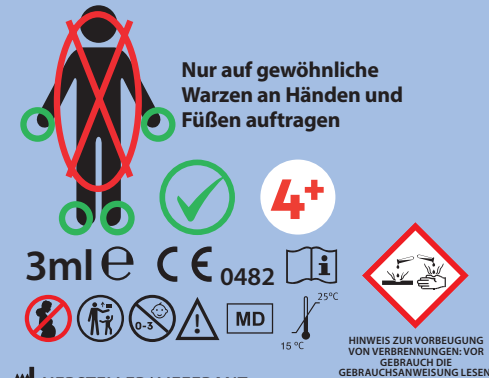 Nur auf gewöhnliche
Warzen an Händen und
Füßen auftragen
4+
3ml e CE 0482 i
25°C
0-3
MD
15 °C
HINWEIS ZUR VORBEUGUNG
VON VERBRENNUNGEN: VOR
GEBRAUCH DIE
GEBRAUCHSANWEISUNG LESEN